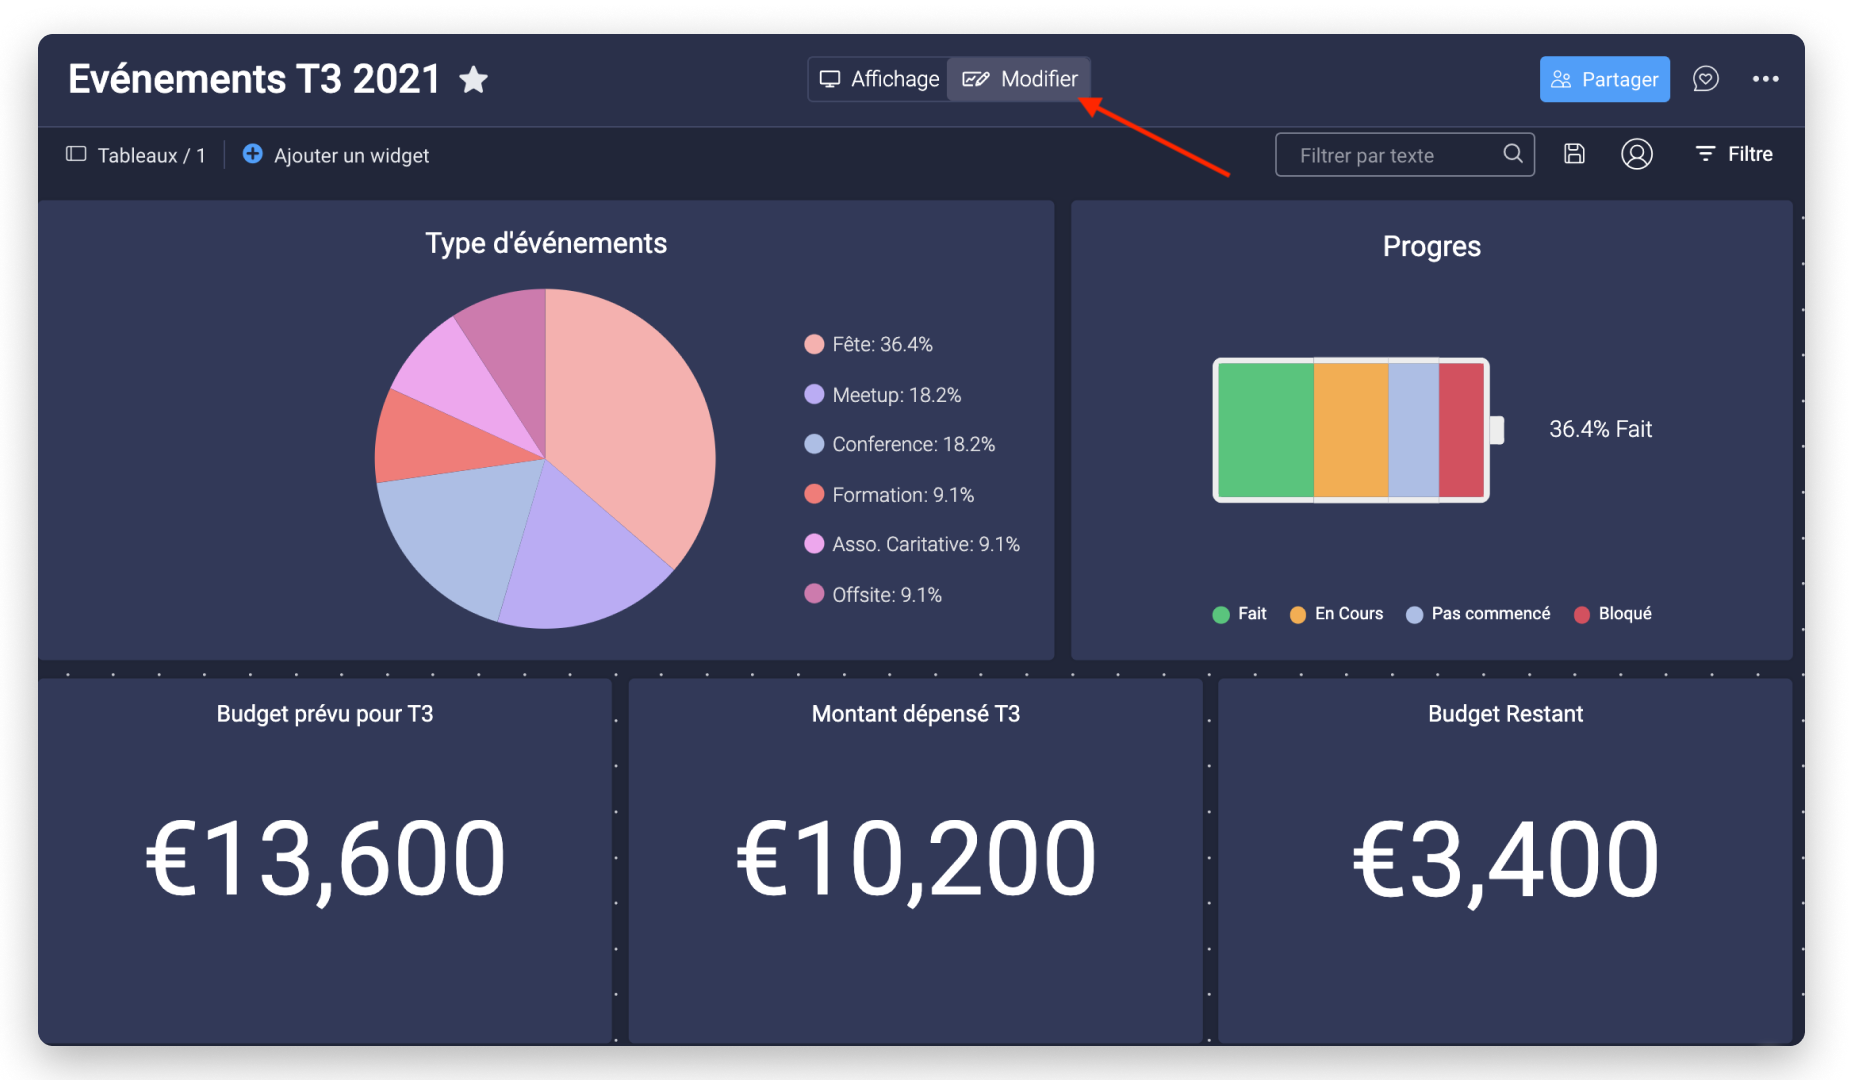 Evénements T3 2021
Affichage
Modifier
Partager
Tableaux / 1
Ajouter un widget
Filtrer par texte
Filtre
Type d'événements
Fête: 36.4%
Meetup: 18.2%
Conference: 18.2%
Formation: 9.1%
Asso. Caritative: 9.1%
Offsite: 9.1%
Progres
36.4% Fait
Fait
En Cours
Pas commencé
Bloqué
Budget prévu pour T3
€13,600
Montant dépensé T3
€10,200
Budget Restant
€3,400